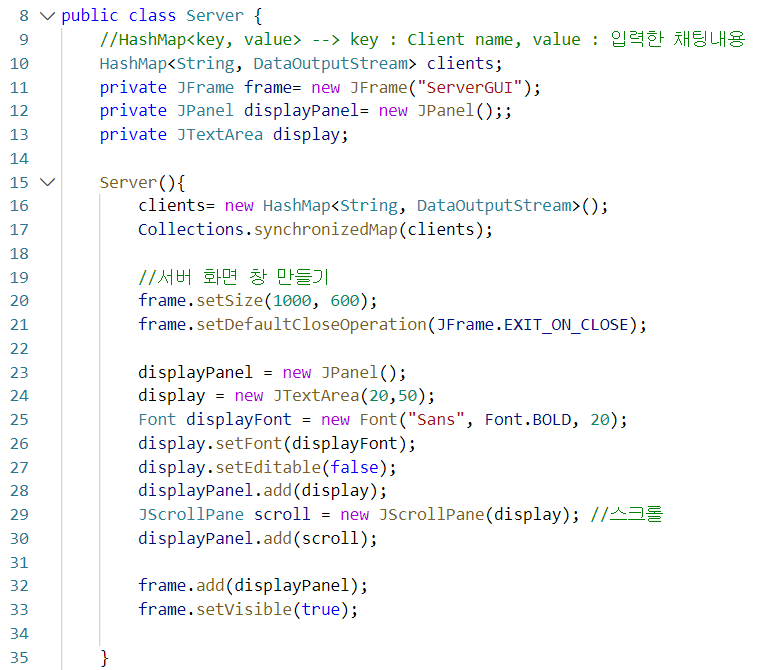 8 public class Server {
9 //HashMap<key, value> --> key : Client name, value : 입력한 채팅내용
10 HashMap<String, DataOutputStream> clients;
11 private JFrame frame= new JFrame("ServerGUI");
12 private JPanel displayPanel= new JPanel();;
13 private JTextArea display;
14
15 Server(){
16 clients= new HashMap<String, DataOutputStream>();
17 Collections.synchronizedMap(clients);
18
19 //서버 화면 창 만들기
20 frame.setSize(1000, 600);
21 frame.setDefaultCloseOperation(JFrame.EXIT_ON_CLOSE);
22
23 displayPanel = new JPanel();
24 display = new JTextArea(20,50);
25 Font displayFont = new Font("Sans", Font.BOLD, 20);
26 display.setFont(displayFont);
27 display.setEditable(false);
28 displayPanel.add(display);
29 JScrollPane scroll = new JScrollPane(display); //스크롤
30 displayPanel.add(scroll);
31
32 frame.add(displayPanel);
33 frame.setVisible(true);
34
35 }